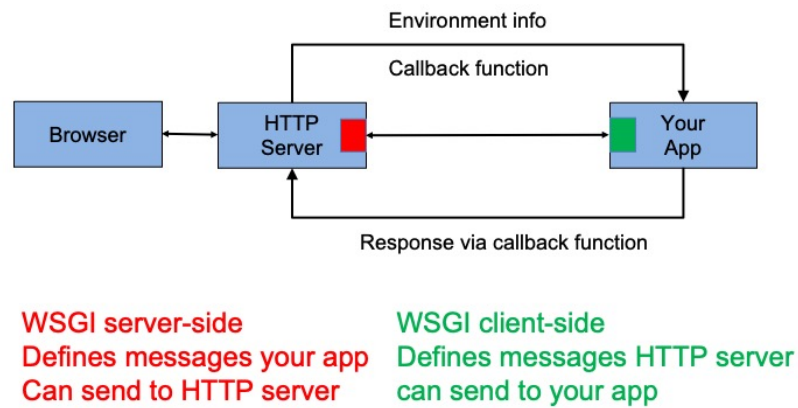 Environment info
Callback function
Browser
HTTP
Server
Your
App
Response via callback function
WSGI server-side
Defines messages your app
Can send to HTTP server
WSGI client-side
Defines messages HTTP server
can send to your app